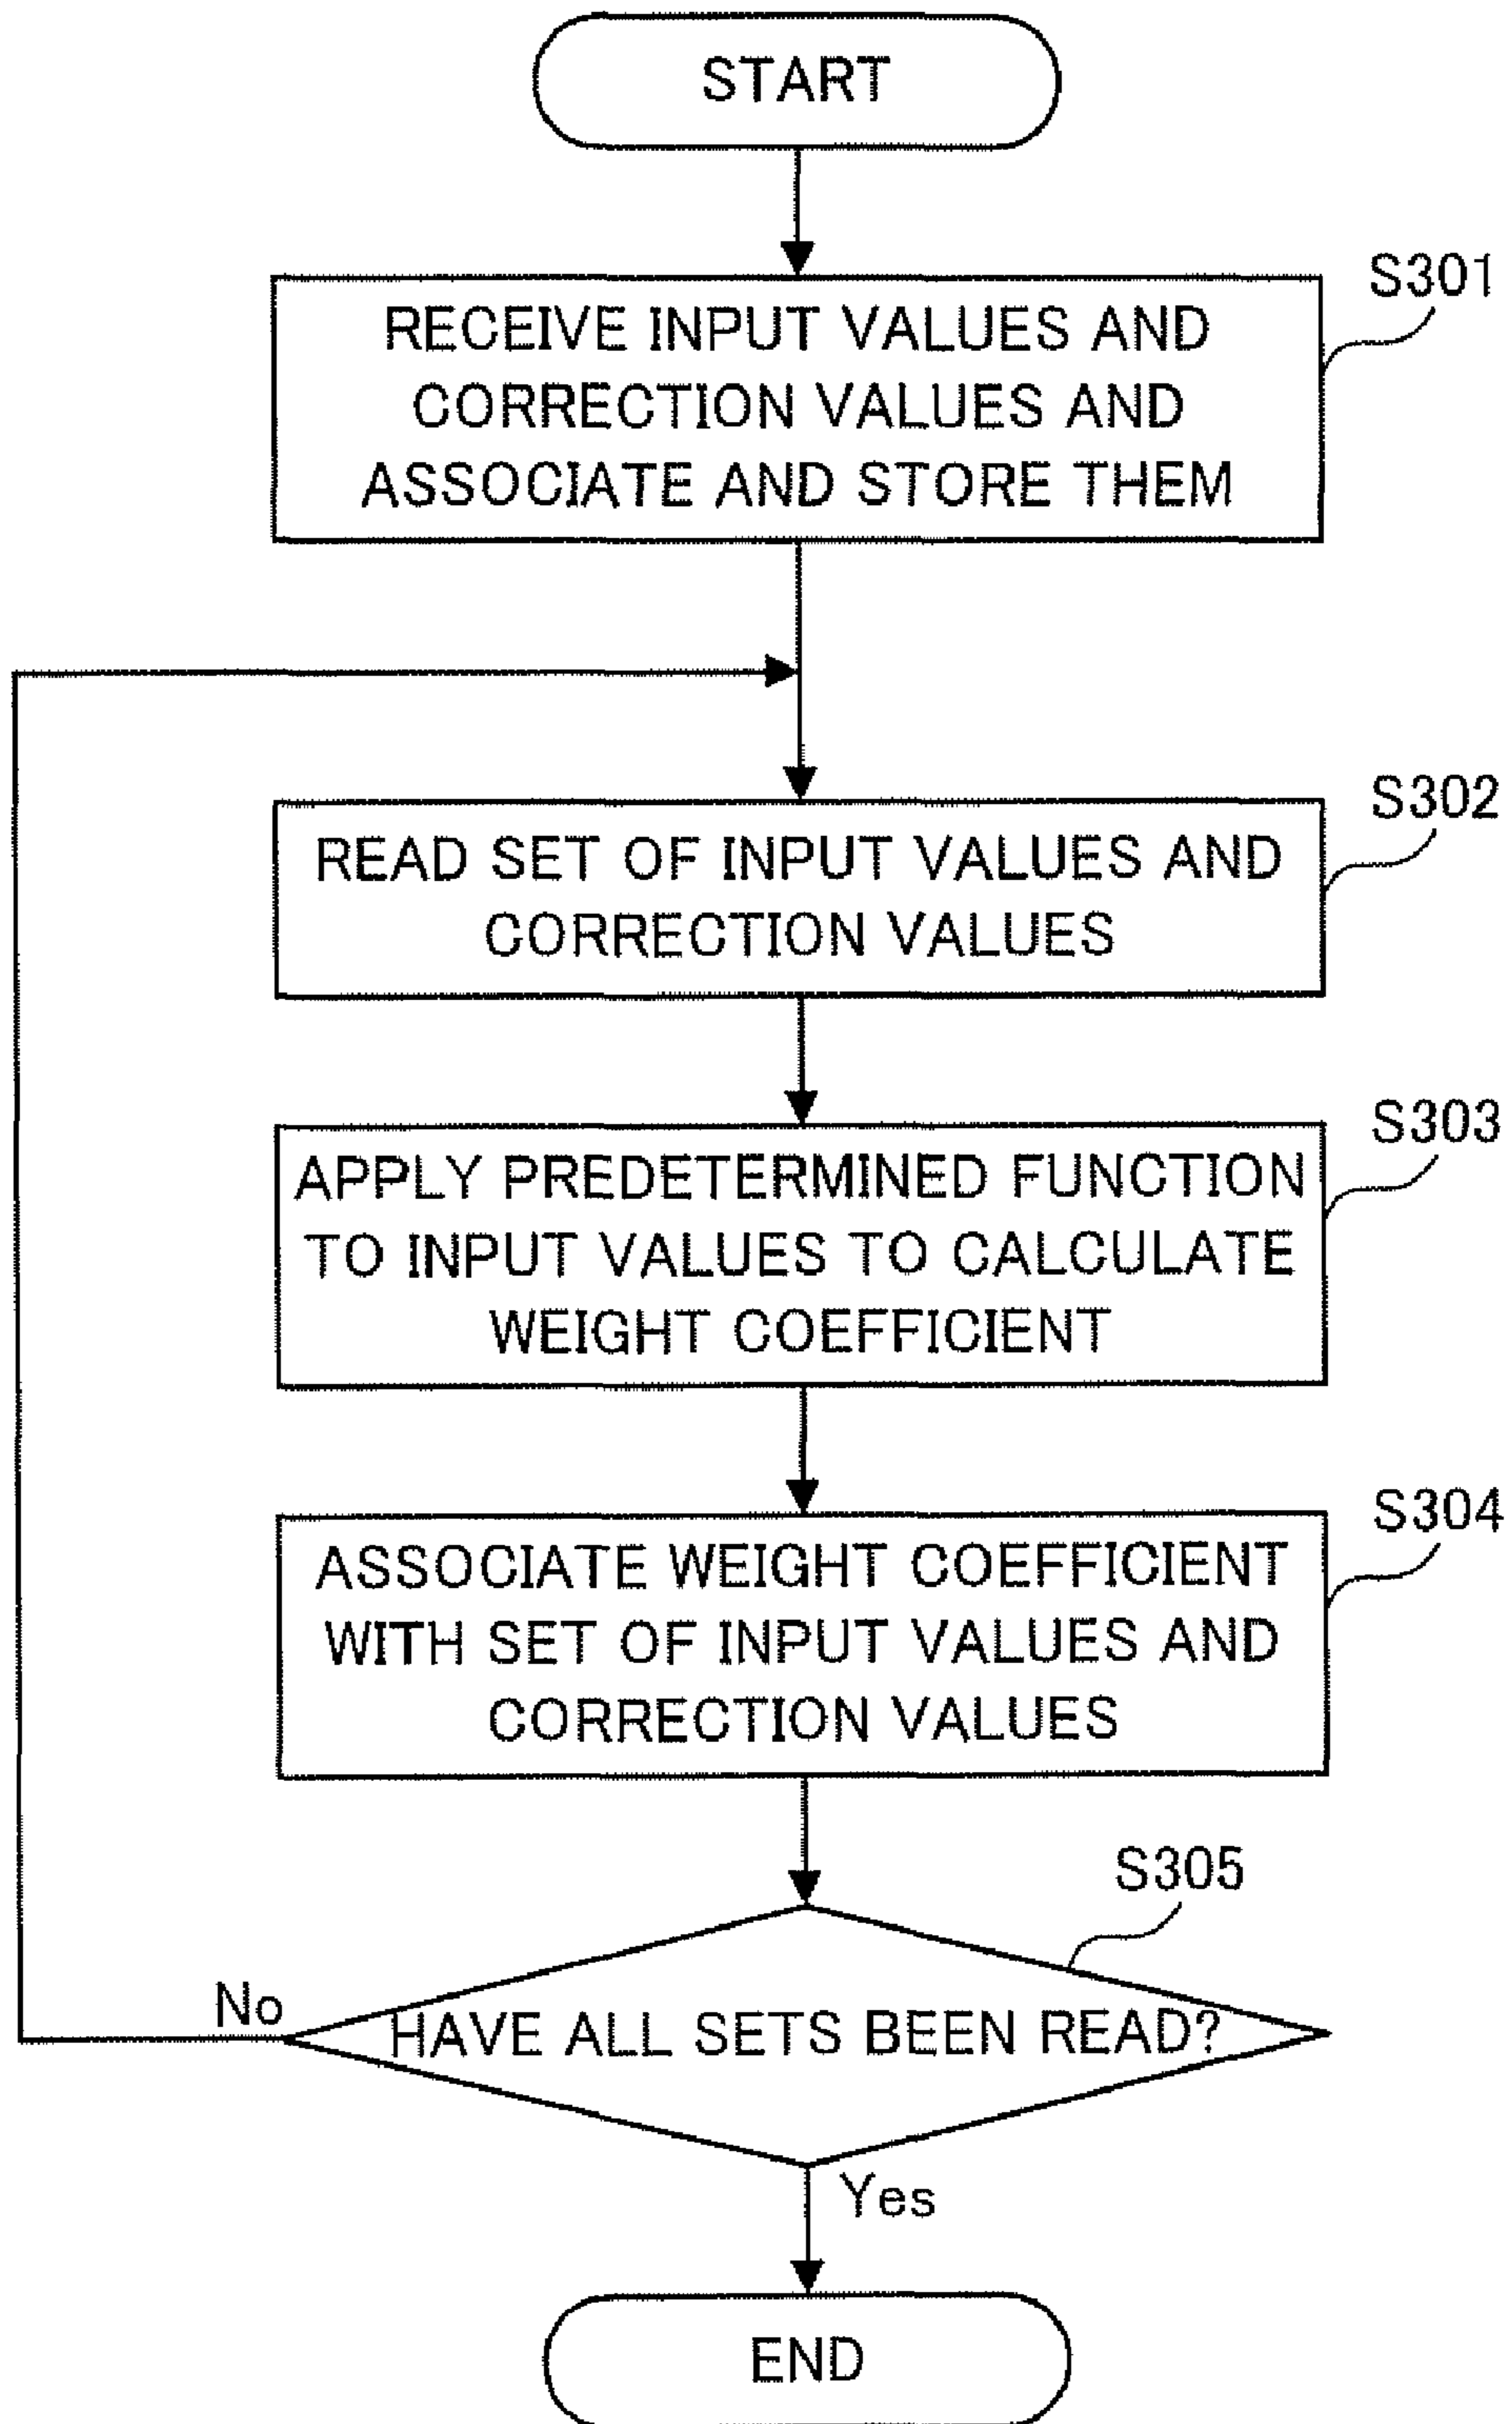 START
S301
RECEIVE INPUT VALUES AND
CORRECTION VALUES AND
ASSOCIATE AND STORE THEM
S302
READ SET OF INPUT VALUES AND
CORRECTION VALUES
S303
APPLY PREDETERMINED FUNCTION
TO INPUT VALUES TO CALCULATE
WEIGHT COEFFICIENT
S304
ASSOCIATE WEIGHT COEFFICIENT
WITH SET OF INPUT VALUES AND
CORRECTION VALUES
S305
No
HAVE ALL SETS BEEN READ?
Yes
END